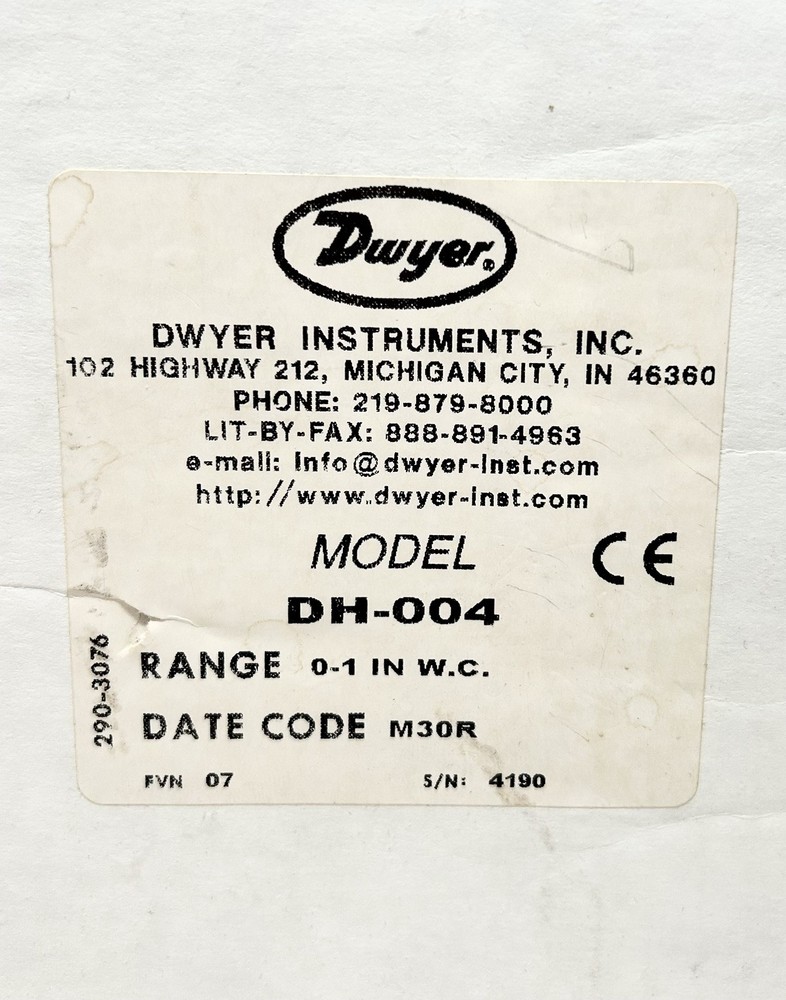 Dwyer®
DWYER INSTRUMENTS, INC.
102 HIGHWAY 212, MICHIGAN CITY, IN 46360
PHONE: 219-879-8000
LIT-BY-FAX: 888-891-4963
e-mail: info@dwyer-inst.com
http://www.dwyer-inst.com
MODEL CE
DH-004
RANGE 0-1 IN W.C.
DATE CODE M30R
FVN 07 S/N: 4190
290-3076